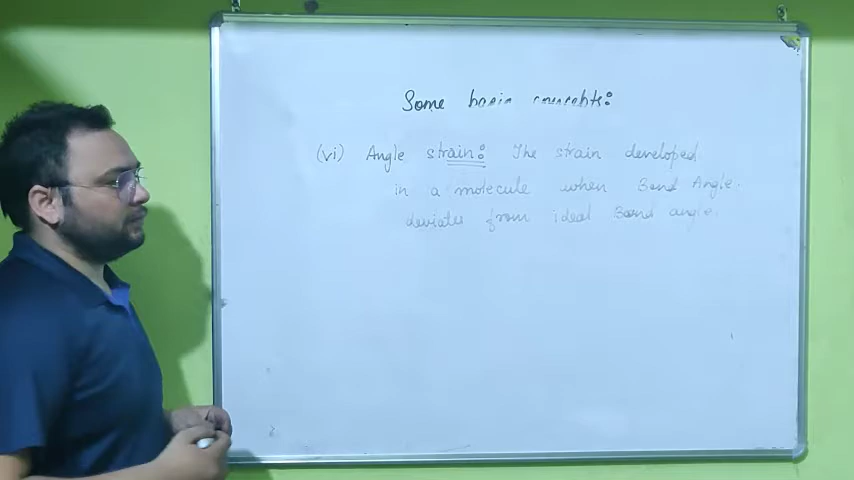 Some basic concepts:
(vi) Angle strain: The strain developed
in a molecule when Bond Angle.
deviates from ideal Bond angle.